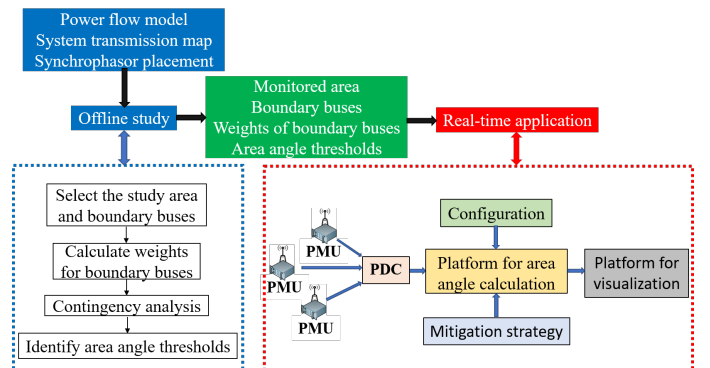 Power flow model
System transmission map
Synchrophasor placement
Offline study
Monitored area
Boundary buses
Weights of boundary buses
Area angle thresholds
Real-time application
Select the study area
and boundary buses
Calculate weights
for boundary buses
Contingency analysis
Identify area angle thresholds
PMU
PMU
PMU
PDC
Configuration
Platform for area
angle calculation
Mitigation strategy
Platform for
visualization